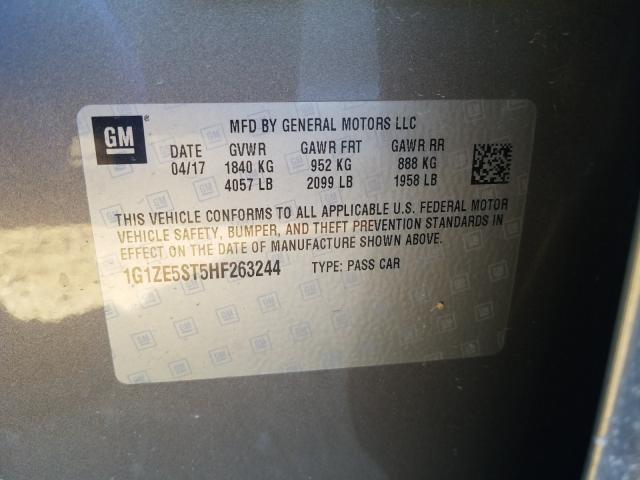 GM ®
MFD BY GENERAL MOTORS LLC
DATE GVWR GAWR FRT GAWR RR
04/17 1840 KG 952 KG 888 KG
4057 LB 2099 LB 1958 LB
THIS VEHICLE CONFORMS TO ALL APPLICABLE U.S. FEDERAL MOTOR
VEHICLE SAFETY, BUMPER, AND THEFT PREVENTION STANDARDS IN
EFFECT ON THE DATE OF MANUFACTURE SHOWN ABOVE.
1G1ZE5ST5HF263244 TYPE: PASS CAR